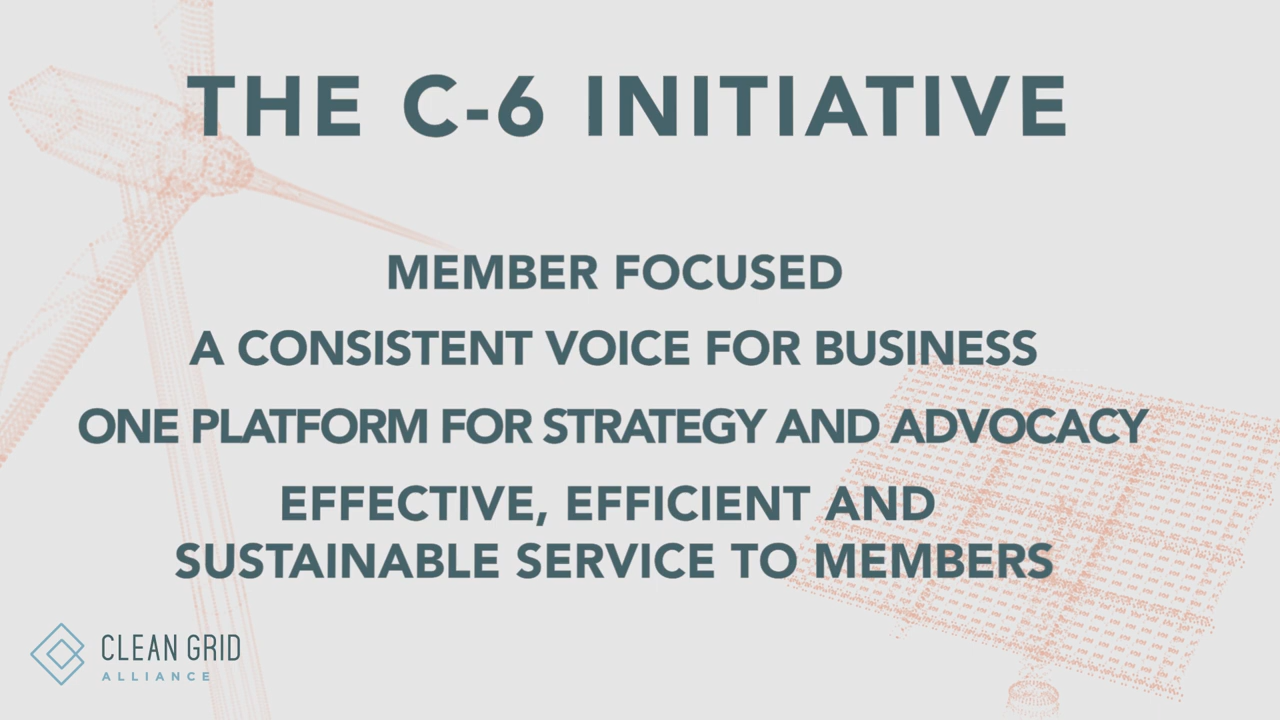 THE C-6 INITIATIVE
MEMBER FOCUSED
A CONSISTENT VOICE FOR BUSINESS
ONE PLATFORM FOR STRATEGY AND ADVOCACY
EFFECTIVE, EFFICIENT AND
SUSTAINABLE SERVICE TO MEMBERS
CLEAN GRID
ALLIANCE